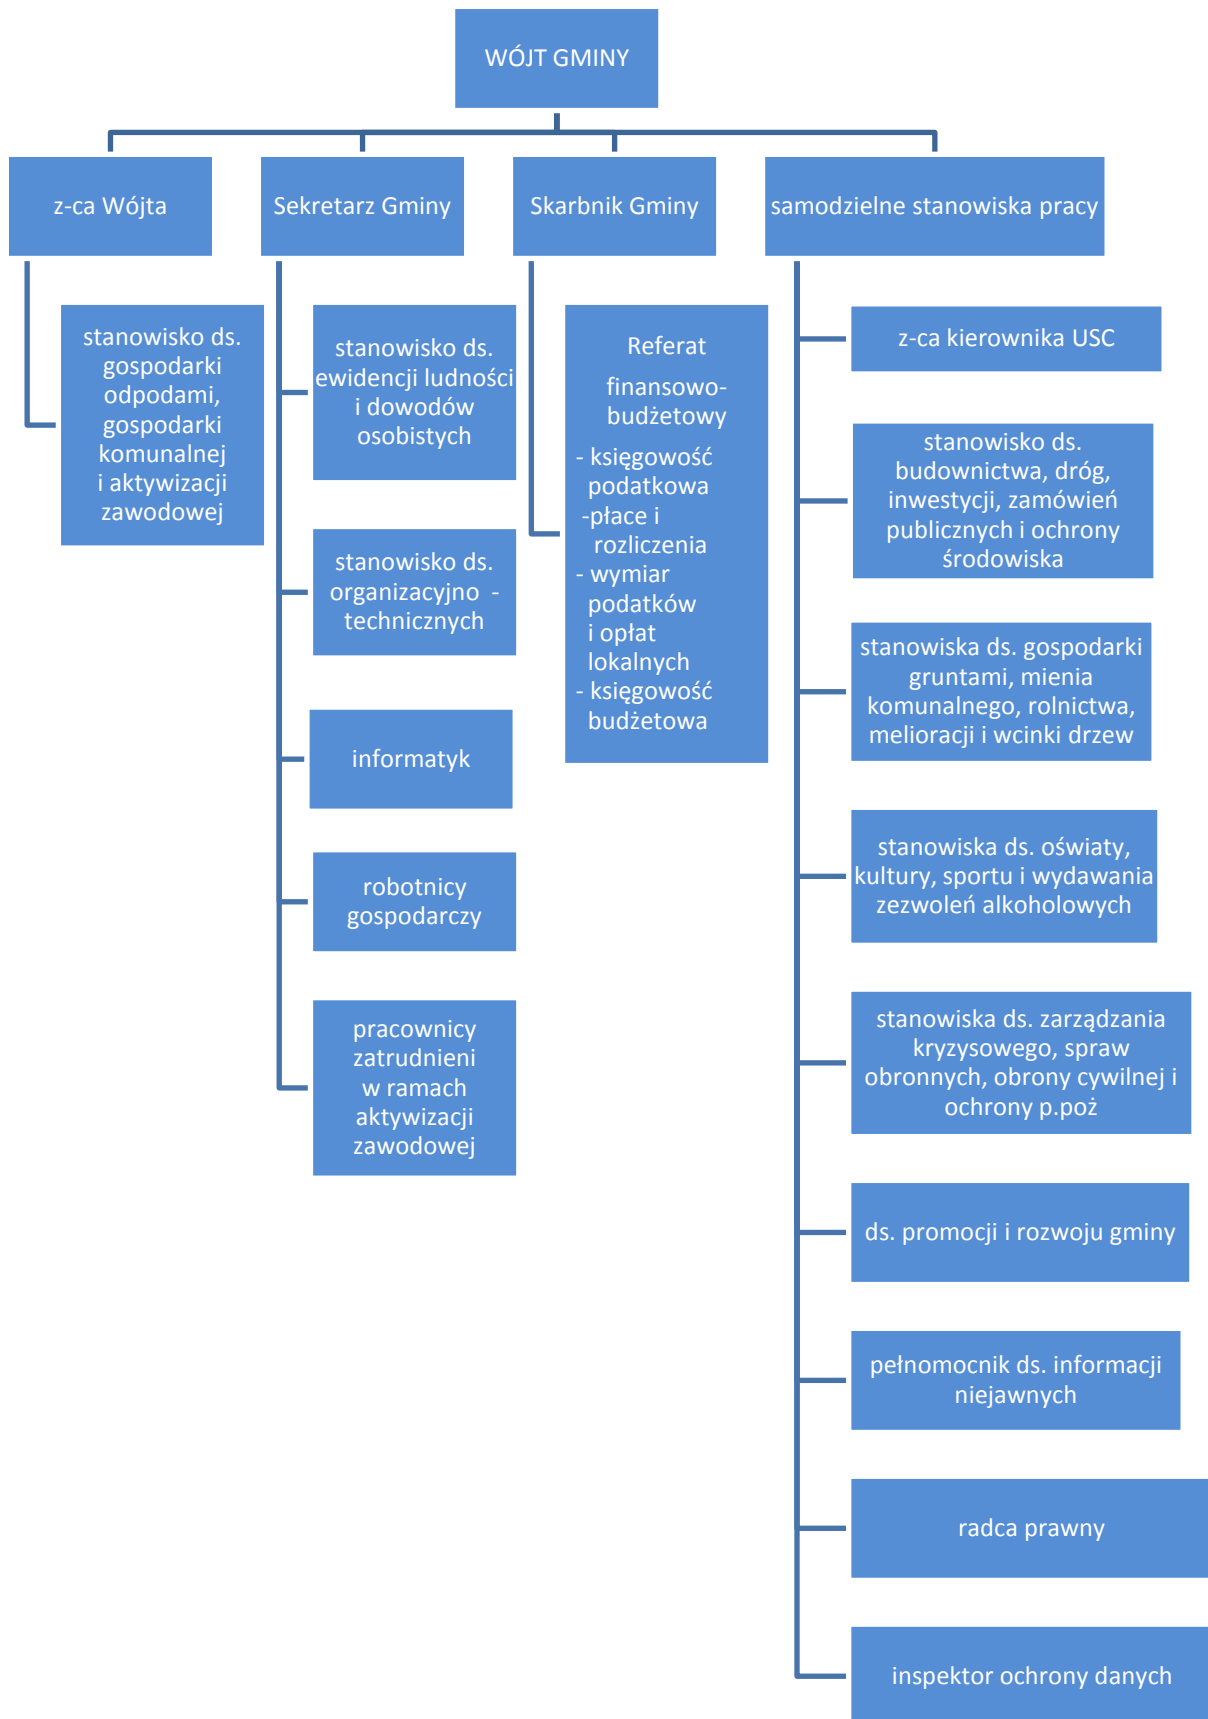 WÓJT GMINY
z-ca Wójta
Sekretarz Gminy
Skarbnik Gminy
samodzielne stanowiska pracy
stanowisko ds.
gospodarki
odpodami,
gospodarki
komunalnej
i aktywizacji
zawodowej
stanowisko ds.
ewidencji ludności
i dowodów
osobistych
stanowisko ds.
organizacyjno -
technicznych
informatyk
robotnicy
gospodarczy
pracownicy
zatrudnieni
w ramach
aktywizacji
zawodowej
Referat
finansowo-
budżetowy
- księgowość
podatkowa
-płace i
rozliczenia
- wymiar
podatków
i opłat
lokalnych
- księgowość
budżetowa
z-ca kierownika USC
stanowisko ds.
budownictwa, dróg,
inwestycji, zamówień
publicznych i ochrony
środowiska
stanowiska ds. gospodarki
gruntami, mienia
komunalnego, rolnictwa,
melioracji i wcinki drzew
stanowiska ds. oświaty,
kultury, sportu i wydawania
zezwoleń alkoholowych
stanowiska ds. zarządzania
kryzysowego, spraw
obronnych, obrony cywilnej i
ochrony p.poż
ds. promocji i rozwoju gminy
pełnomocnik ds. informacji
niejawnych
radca prawny
inspektor ochrony danych